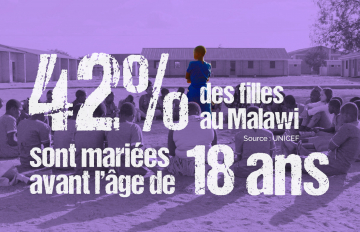 42% des filles
au Malawi
Source : UNICEF
sont mariées
avant l'âge de 18 ans